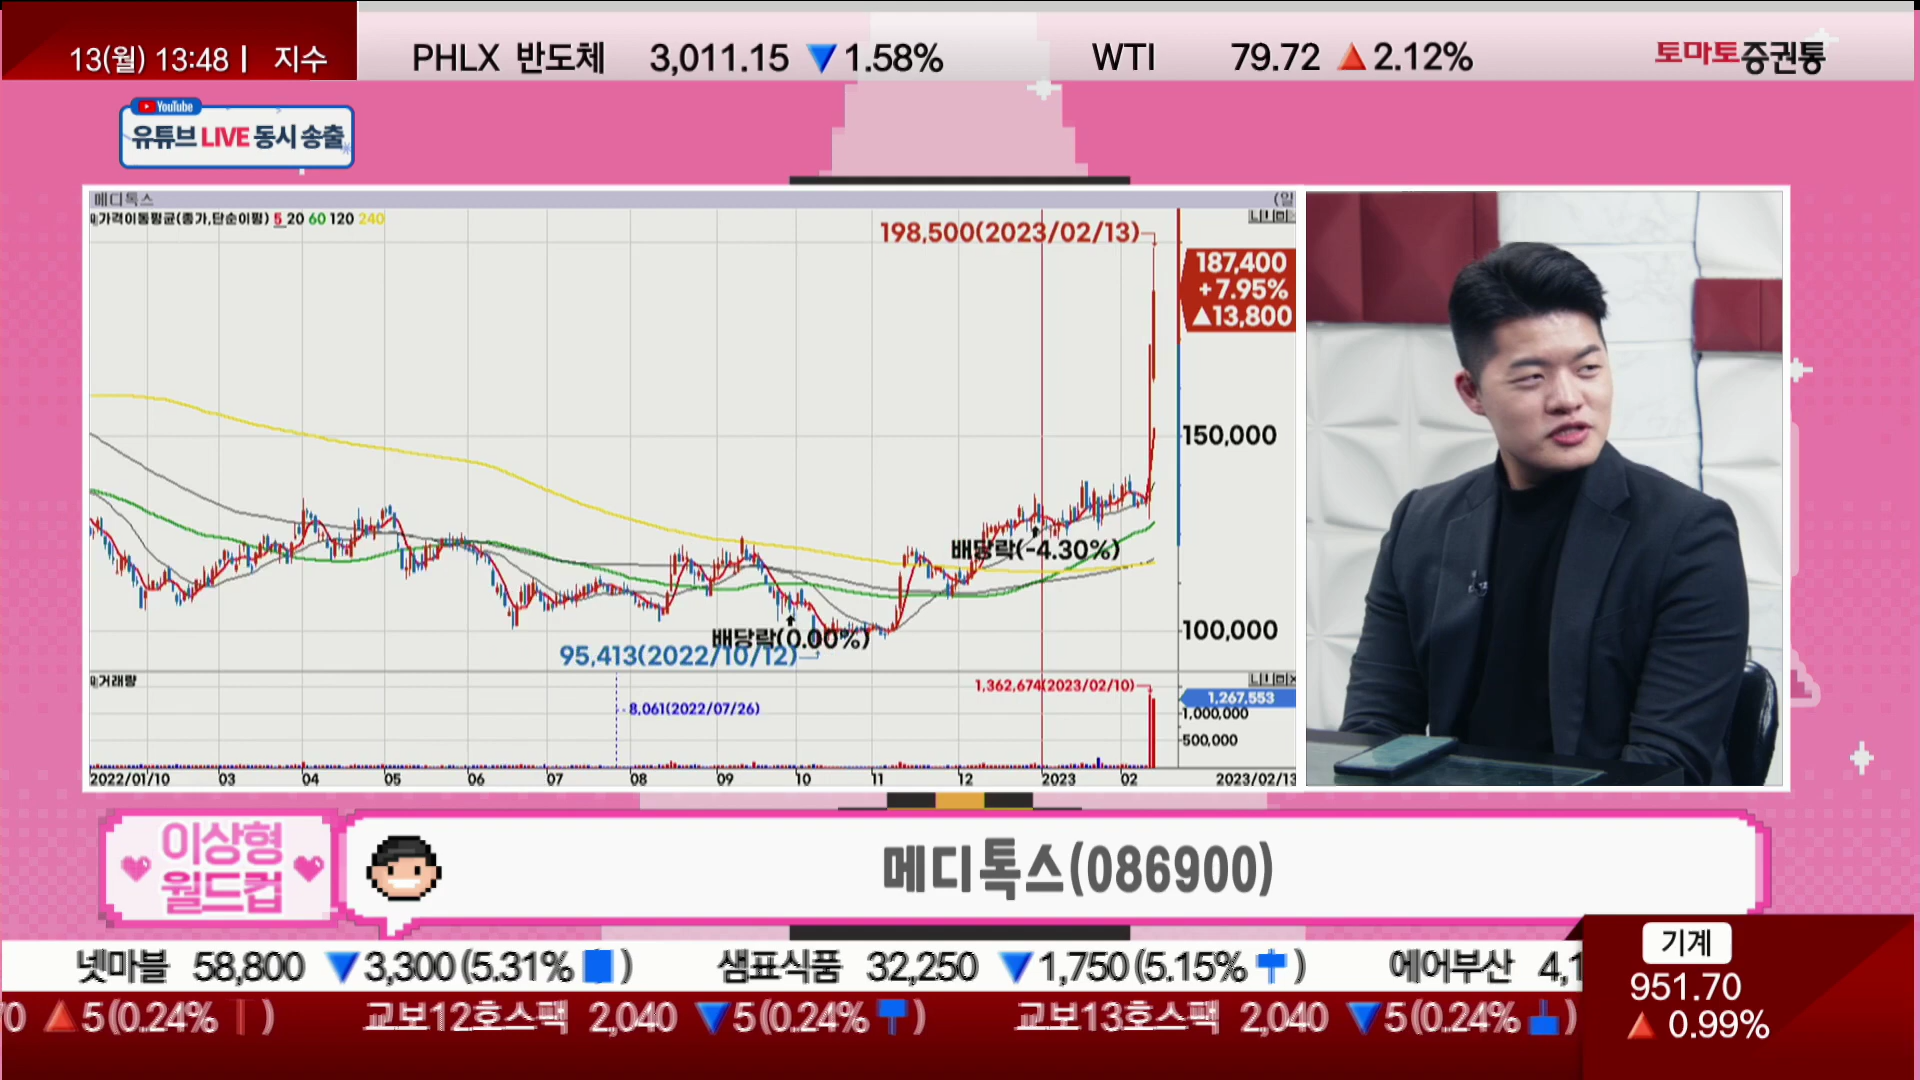 13(월) 13:48 | 지수
PHLX 반도체 3,011.15 ▼ 1.58%
WTI 79.72 ▲ 2.12%
토마토증권통
YouTube
유튜브 LIVE 동시 송출
메디톡스
가격이동평균(종가,단순이평) 5 20 60 120 240
198,500(2023/02/13)
187,400
+7.95%
▲13,800
150,000
배당락(-4.30%)
배당락(0.00%)
100,000
95,413(2022/10/12)
거래량
1,362,674(2023/02/10)
1,267,553
8,061(2022/07/26)
1,000,000
500,000
2022/01/10 03 04 05 06 07 08 09 10 11 12 2023 02 2023/02/13
이상형
월드컵
메디톡스(086900)
넷마블 58,800 ▼3,300(5.31% ) 샘표식품 32,250 ▼1,750(5.15% ) 에어부산 4,1
0 ▲5(0.24% ) 교보12호스팩 2,040 ▼5(0.24% ) 교보13호스팩 2,040 ▼5(0.24% )
기계
951.70
▲ 0.99%